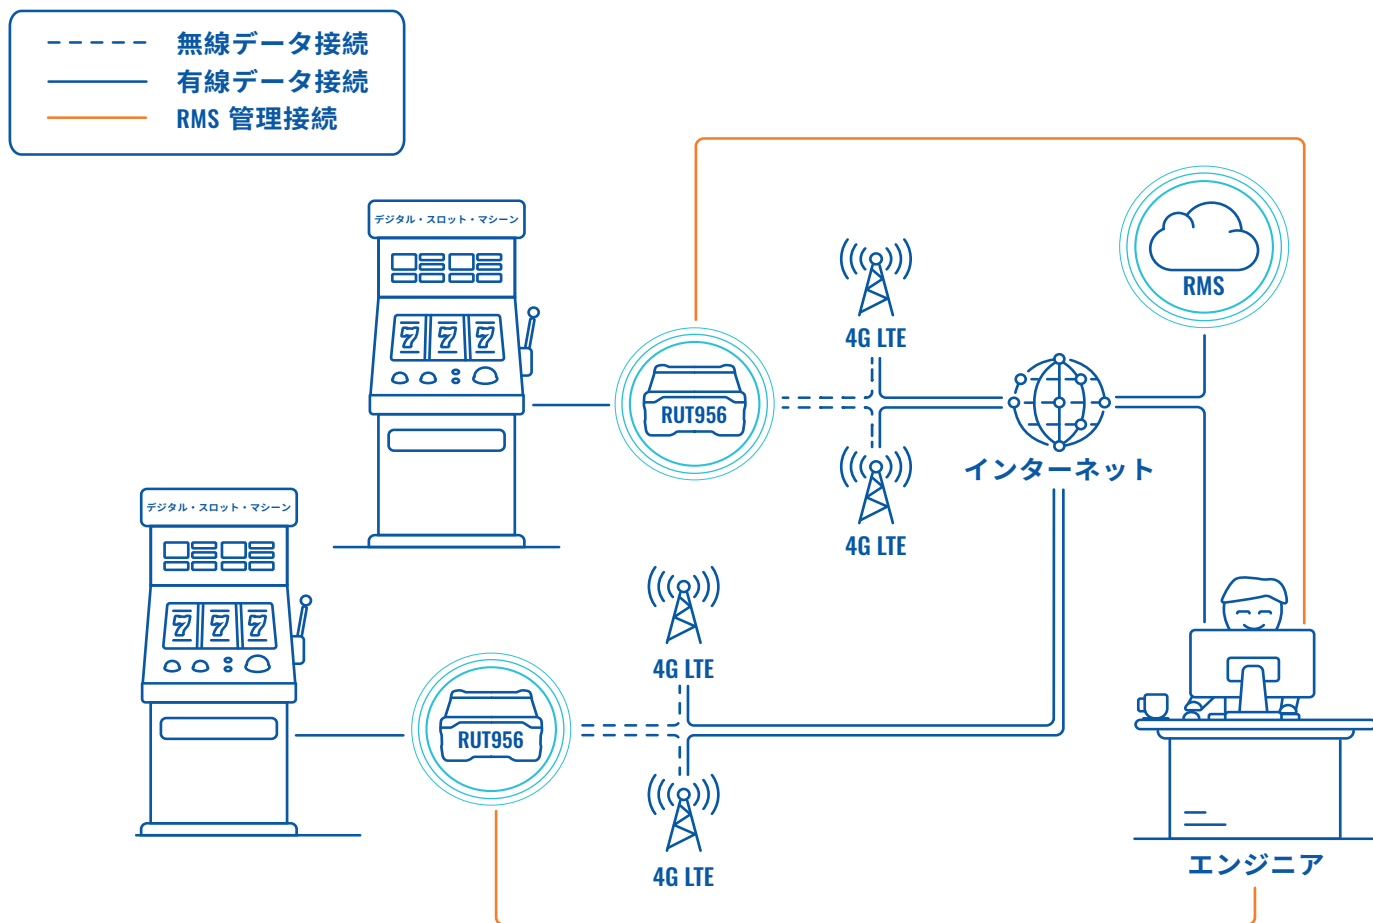 無線データ接続
有線データ接続
RMS 管理接続
デジタル・スロット・マシーン
777
RUT956
4G LTE
4G LTE
インターネット
RMS
デジタル・スロット・マシーン
777
RUT956
4G LTE
4G LTE
エンジニア